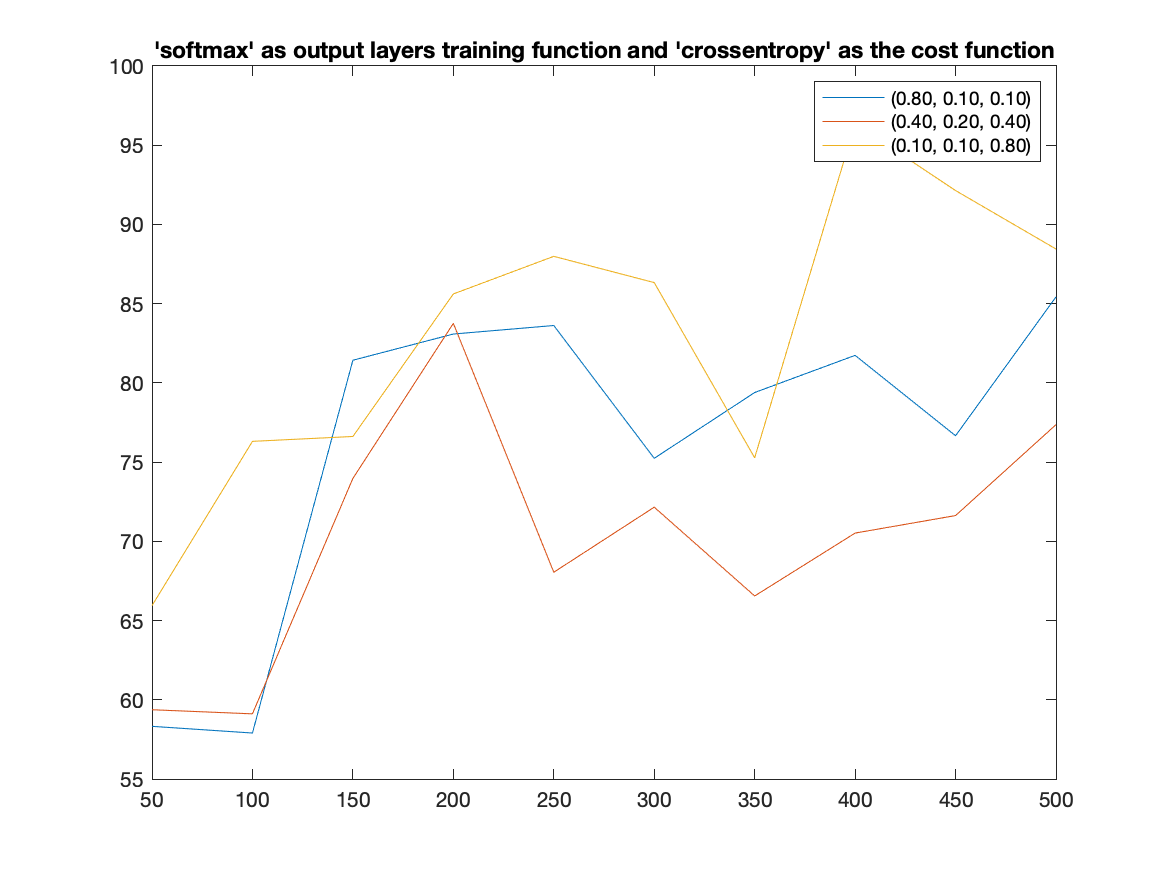 'softmax' as output layers training function and 'crossentropy' as the cost function
100
95
90
85
80
75
70
65
60
55
50 100 150 200 250 300 350 400 450 500
(0.80, 0.10, 0.10)
(0.40, 0.20, 0.40)
(0.10, 0.10, 0.80)